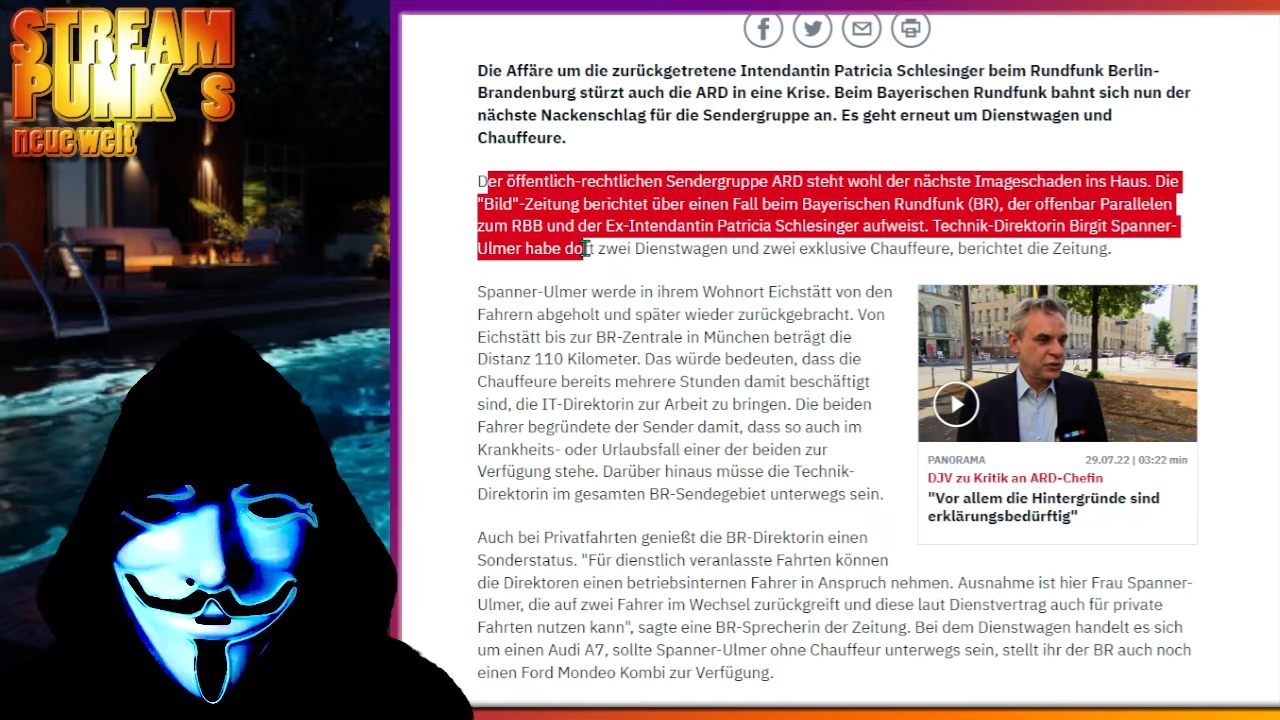 STREAM
PUNK´s
neue welt
Die Affäre um die zurückgetretene Intendantin Patricia Schlesinger beim Rundfunk Berlin-
Brandenburg stürzt auch die ARD in eine Krise. Beim Bayerischen Rundfunk bahnt sich nun der
nächste Nackenschlag für die Sendergruppe an. Es geht erneut um Dienstwagen und
Chauffeure.
Der öffentlich-rechtlichen Sendergruppe ARD steht wohl der nächste Imageschaden ins Haus. Die
"Bild"-Zeitung berichtet über einen Fall beim Bayerischen Rundfunk (BR), der offenbar Parallelen
zum RBB und der Ex-Intendantin Patricia Schlesinger aufweist. Technik-Direktorin Birgit Spanner-
Ulmer habe dort zwei Dienstwagen und zwei exklusive Chauffeure, berichtet die Zeitung.
Spanner-Ulmer werde in ihrem Wohnort Eichstätt von den
Fahrern abgeholt und später wieder zurückgebracht. Von
Eichstätt bis zur BR-Zentrale in München beträgt die
Distanz 110 Kilometer. Das würde bedeuten, dass die
Chauffeure bereits mehrere Stunden damit beschäftigt
sind, die IT-Direktorin zur Arbeit zu bringen. Die beiden
Fahrer begründete der Sender damit, dass so auch im
Krankheits- oder Urlaubsfall einer der beiden zur
Verfügung stehe. Darüber hinaus müsse die Technik-
Direktorin im gesamten BR-Sendegebiet unterwegs sein.
PANORAMA 29.07.22 | 03:22 min
DJV zu Kritik an ARD-Chefin
"Vor allem die Hintergründe sind
erklärungsbedürftig"
Auch bei Privatfahrten genießt die BR-Direktorin einen
Sonderstatus. "Für dienstlich veranlasste Fahrten können
die Direktoren einen betriebsinternen Fahrer in Anspruch nehmen. Ausnahme ist hier Frau Spanner-
Ulmer, die auf zwei Fahrer im Wechsel zurückgreift und diese laut Dienstvertrag auch für private
Fahrten nutzen kann", sagte eine BR-Sprecherin der Zeitung. Bei dem Dienstwagen handelt es sich
um einen Audi A7, sollte Spanner-Ulmer ohne Chauffeur unterwegs sein, stellt ihr der BR auch noch
einen Ford Mondeo Kombi zur Verfügung.